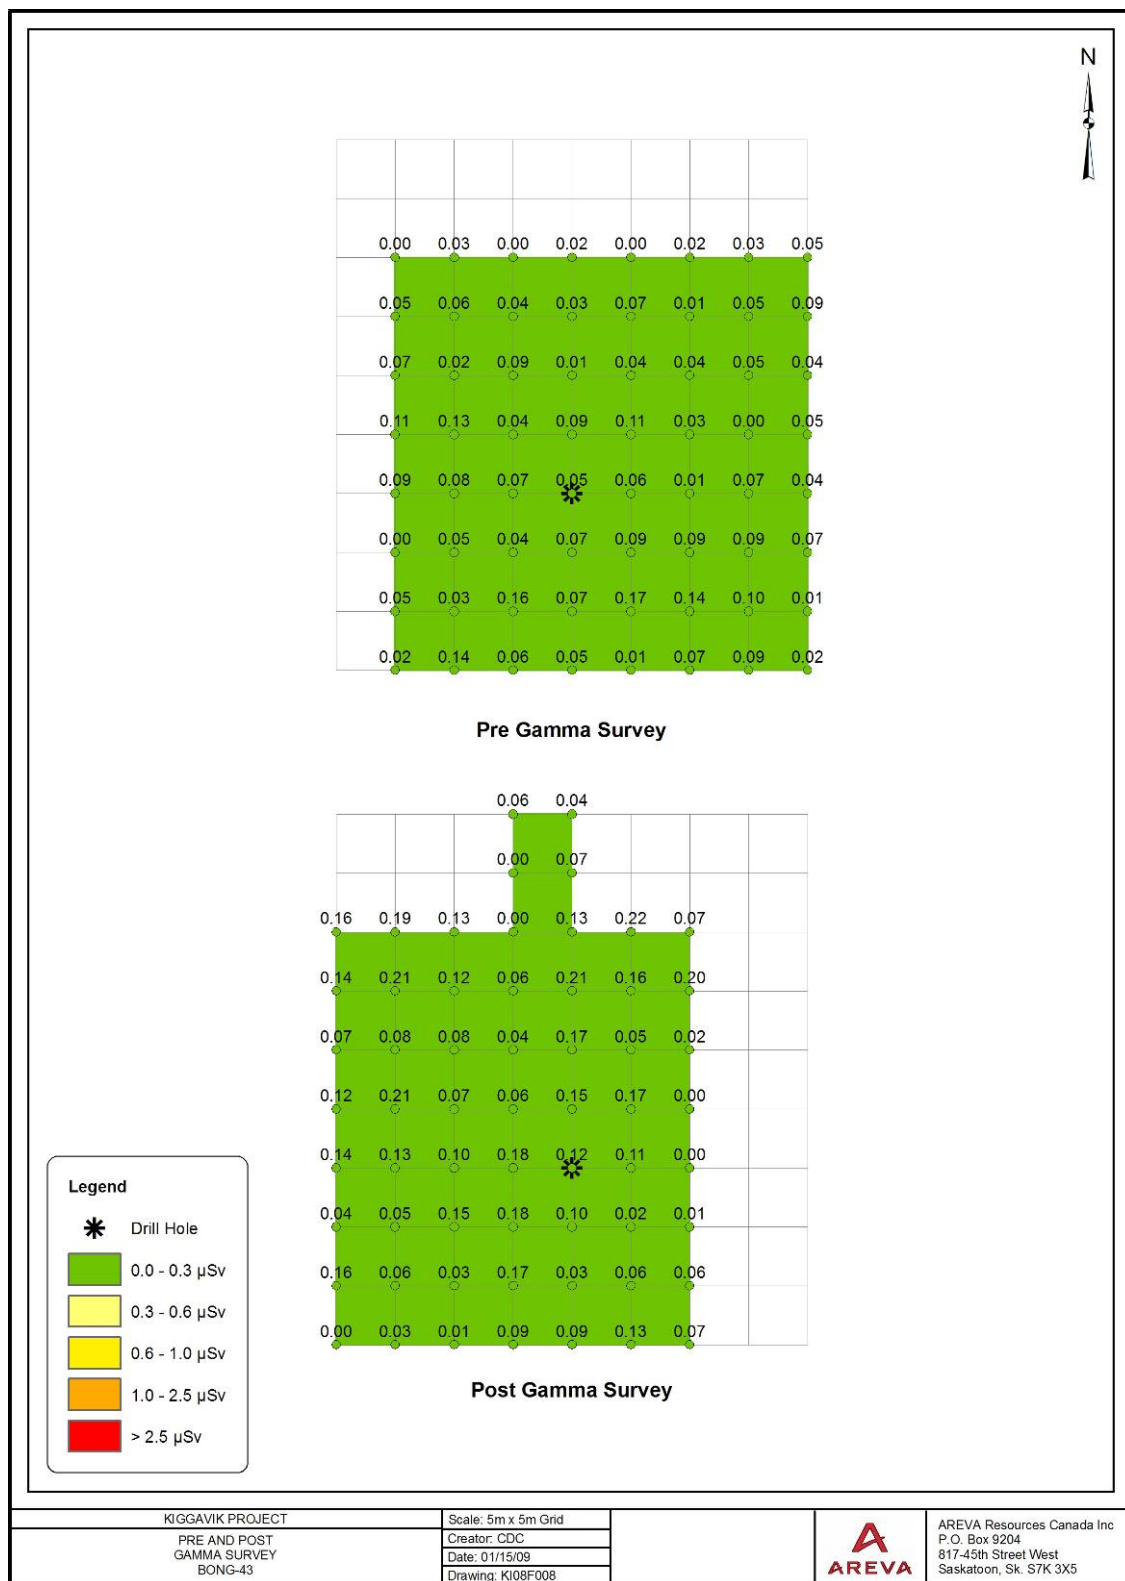 N
0.00 0.03 0.00 0.02 0.00 0.02 0.03 0.05
0.05 0.06 0.04 0.03 0.07 0.01 0.05 0.09
0.07 0.02 0.09 0.01 0.04 0.04 0.05 0.04
0.11 0.13 0.04 0.09 0.11 0.03 0.00 0.05
0.09 0.08 0.07 0.05 0.06 0.01 0.07 0.04
0.00 0.05 0.04 0.07 0.09 0.09 0.09 0.07
0.05 0.03 0.16 0.07 0.17 0.14 0.10 0.01
0.02 0.14 0.06 0.05 0.01 0.07 0.09 0.02
Pre Gamma Survey
0.06 0.04
0.00 0.07
0.16 0.19 0.13 0.00 0.13 0.22 0.07
0.14 0.21 0.12 0.06 0.21 0.16 0.20
0.07 0.08 0.08 0.04 0.17 0.05 0.02
0.12 0.21 0.07 0.06 0.15 0.17 0.00
0.14 0.13 0.10 0.18 0.12 0.11 0.00
0.04 0.05 0.15 0.18 0.10 0.02 0.01
0.16 0.06 0.03 0.17 0.03 0.06 0.06
0.00 0.03 0.01 0.09 0.09 0.13 0.07
Post Gamma Survey
Legend
Drill Hole
0.0 - 0.3 µSv
0.3 - 0.6 µSv
0.6 - 1.0 µSv
1.0 - 2.5 µSv
> 2.5 µSv
KIGGAVIK PROJECT
PRE AND POST
GAMMA SURVEY
BONG-43
Scale: 5m x 5m Grid
Creator: CDC
Date: 01/15/09
Drawing: KI08F008
AREVA
AREVA Resources Canada Inc
P.O. Box 9204
817-45th Street West
Saskatoon, Sk. S7K 3X5